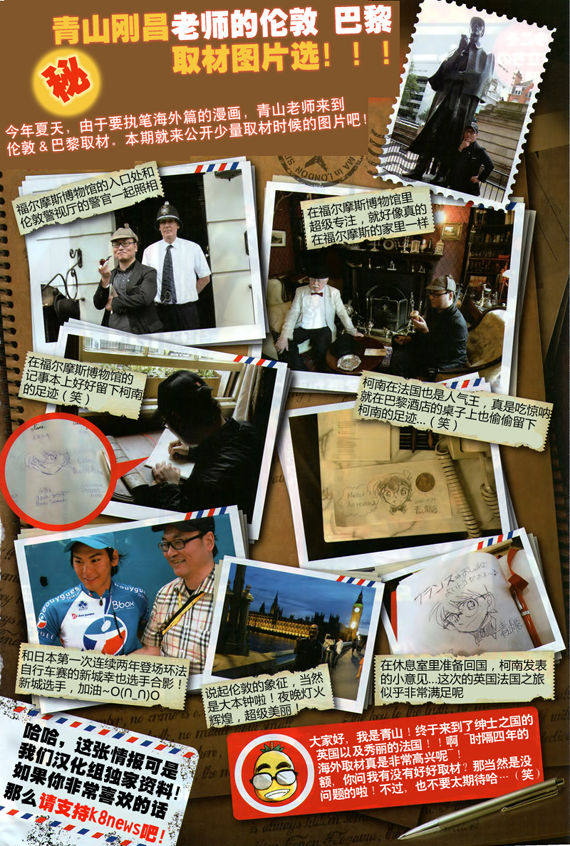 青山刚昌老师的伦敦 巴黎
取材图片选！！！
秘
今年夏天，由于要执笔海外篇的漫画，青山老师来到
伦敦＆巴黎取材。本期就来公开少量取材时候的图片吧！
福尔摩斯博物馆的入口处和
伦敦警视厅的警官一起照相
在福尔摩斯博物馆里
超级专注，就好像真的
在福尔摩斯的家里一样
在福尔摩斯博物馆的
记事本上好好留下柯南
的足迹（笑）
柯南在法国也是人气王，真是吃惊呐
就在巴黎酒店的桌子上也偷偷留下
柯南的足迹…（笑）
Bbox
和日本第一次连续两年登场环法
自行车赛的新城幸也选手合影！
新城选手，加油~O(∩_∩)O
说起伦敦的象征，当然
是大本钟啦！夜晚灯火
辉煌，超级美丽！
フランス
在休息室里准备回国，柯南发表
的小意见…这次的英国法国之旅
似乎非常满足呢
哈哈，这张情报可是
我们汉化组独家资料！
如果你非常喜欢的话
那么请支持k8news吧！
大家好，我是青山！终于来到了绅士之国的
英国以及秀丽的法国！！啊，时隔四年的
海外取材真是非常高兴呢！
额，你问我有没有好好取材？那当然是没
问题的啦！不过，也不要太期待哈…（笑）